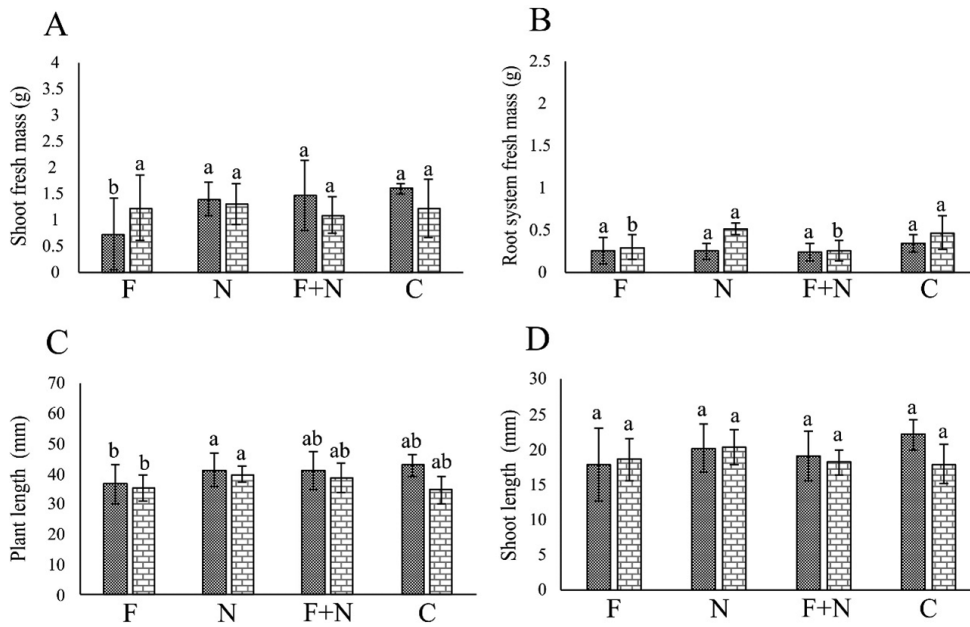 A
Shoot fresh mass (g)
4
3.5
3
2.5
2
1.5
1
0.5
0
b a a a a a a a
F N F+N C
B
Root system fresh mass (g)
2.5
2
1.5
1
0.5
0
a b a a a b a a
F N F+N C
C
Plant length (mm)
70
60
50
40
30
20
10
0
b b a a ab ab ab ab
F N F+N C
D
Shoot length (mm)
30
25
20
15
10
5
0
a a a a a a a a
F N F+N C